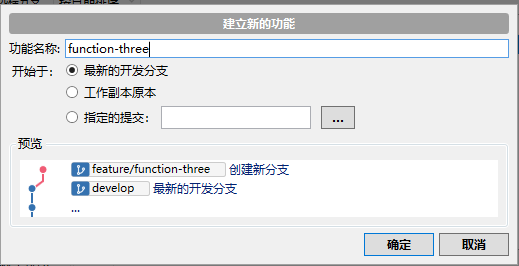 建立新的功能
功能名称: function-three
开始于: 最新的开发分支
工作副本原本
指定的提交: ...
预览
feature/function-three 创建新分支
develop 最新的开发分支
...
确定 取消